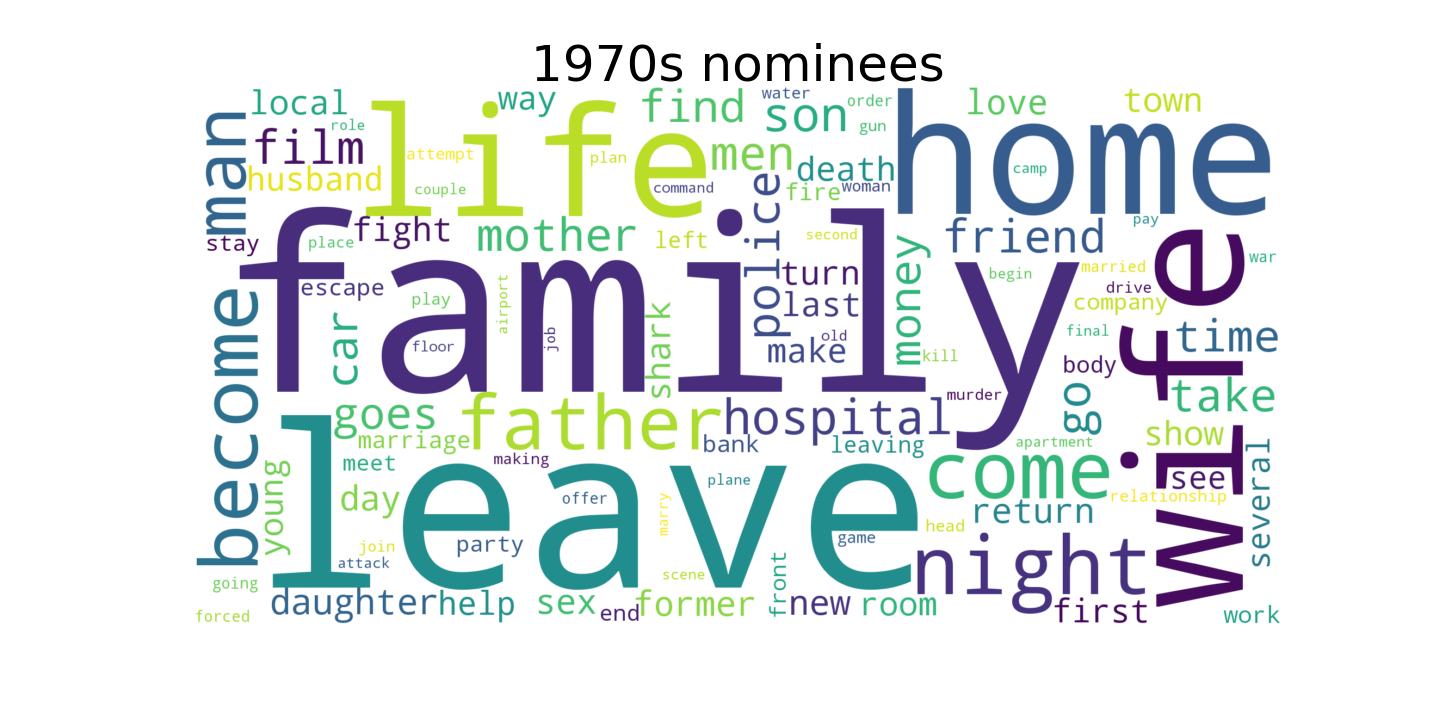 1970s nominees
local
way
find
water
son
order
gun
love
town
man
role
film
life
attempt
plan
men
home
husband
couple
command
death
camp
fire
woman
stay
place
fight
mother
left
police
second
friend
pay
wife
war
family
escape
play
airport
turn
money
begin
married
drive
company
become
car
floor
job
shark
last
make
old
kill
final
time
body
murder
go
take
goes
father
hospital
marriage
bank
leaving
apartment
show
young
meet
making
leave
come
see
several
day
offer
marry
plane
relationship
return
head
party
game
night
join
attack
going
scene
front
daughter
help
sex
end
former
new
room
first
work
forced